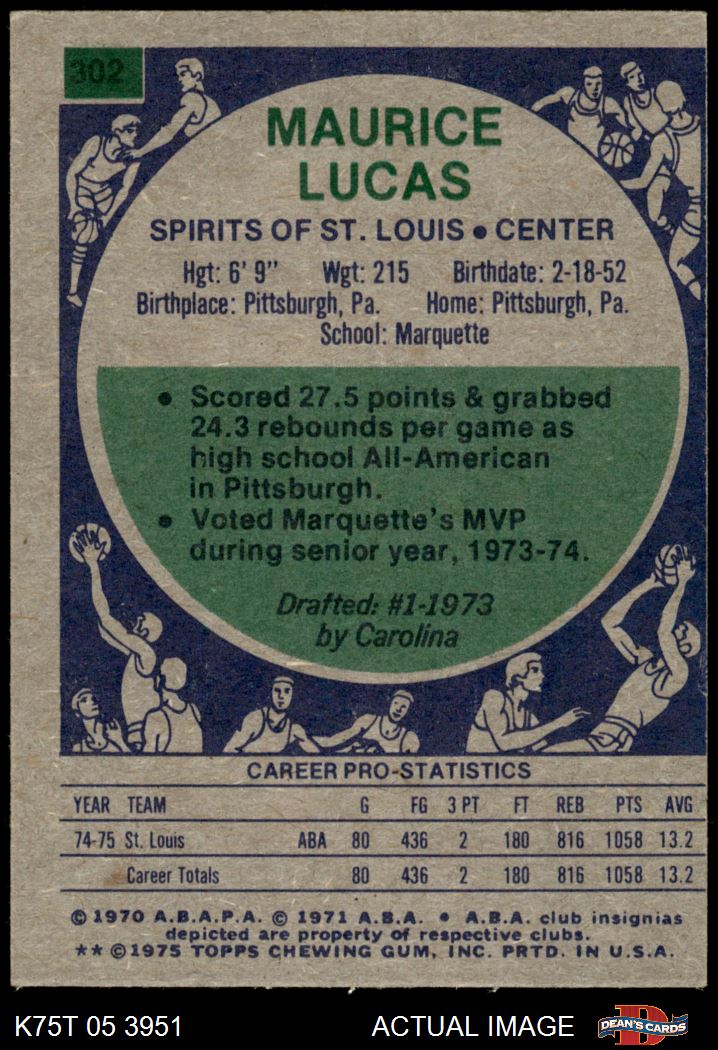 302
MAURICE
LUCAS
SPIRITS OF ST. LOUIS • CENTER
Hgt: 6' 9" Wgt: 215 Birthdate: 2-18-52
Birthplace: Pittsburgh, Pa. Home: Pittsburgh, Pa.
School: Marquette
• Scored 27.5 points & grabbed
24.3 rebounds per game as
high school All-American
in Pittsburgh.
• Voted Marquette's MVP
during senior year, 1973-74.
Drafted: #1-1973
by Carolina
CAREER PRO-STATISTICS
YEAR TEAM G FG 3 PT FT REB PTS AVG
74-75 St. Louis ABA 80 436 2 180 816 1058 13.2
Career Totals 80 436 2 180 816 1058 13.2
© 1970 A.B.A.P.A. © 1971 A.B.A. • A.B.A. club insignias
depicted are property of respective clubs.
** © 1975 TOPPS CHEWING GUM, INC. PRTD. IN U.S.A.
K75T 05 3951 ACTUAL IMAGE D DEAN'S CARDS